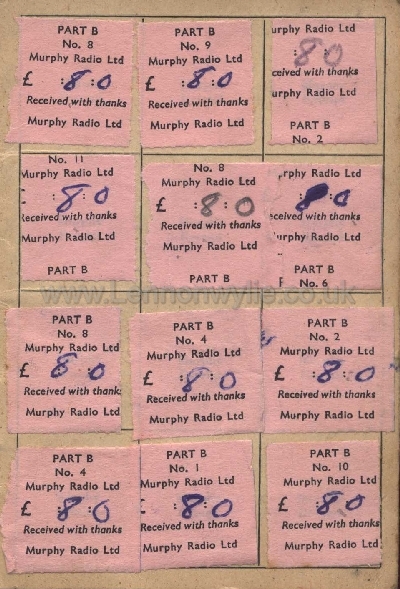 PART B
No. 8
Murphy Radio Ltd
£ :8:0
Received with thanks
Murphy Radio Ltd
PART B
No. 9
Murphy Radio Ltd
£ :8:0
Received with thanks
Murphy Radio Ltd
urphy Radio Ltd
:8:0
ceived with thanks
urphy Radio Ltd
PART B
No. 2
No. 11
Murphy Radio Ltd
: 8 0
Received with thanks
Murphy Radio Ltd
PART B
No. 8
Murphy Radio Ltd
£ :8:0
Received with thanks
Murphy Radio Ltd
PART B
rphy Radio Ltd
8 0
ceived with thanks
urphy Radio Ltd
PART B
No. 6
www.Lennonwylie.co.uk
PART B
No. 8
Murphy Radio Ltd
£ 8:0
Received with thanks
Murphy Radio Ltd
PART B
No. 4
Murphy Radio Ltd
£ :8:0
Received with thanks
Murphy Radio Ltd
PART B
No. 2
Murphy Radio Ltd
£ :8:0
Received with thanks
Murphy Radio Ltd
PART B
No. 4
Murphy Radio Ltd
£ 8:0
Received with thanks
Murphy Radio Ltd
PART B
No. 1
Murphy Radio Ltd
£ :8:0
Received with thanks
Murphy Radio Ltd
PART B
No. 10
Murphy Radio Ltd
£ :8:0
Received with thanks
Murphy Radio Ltd